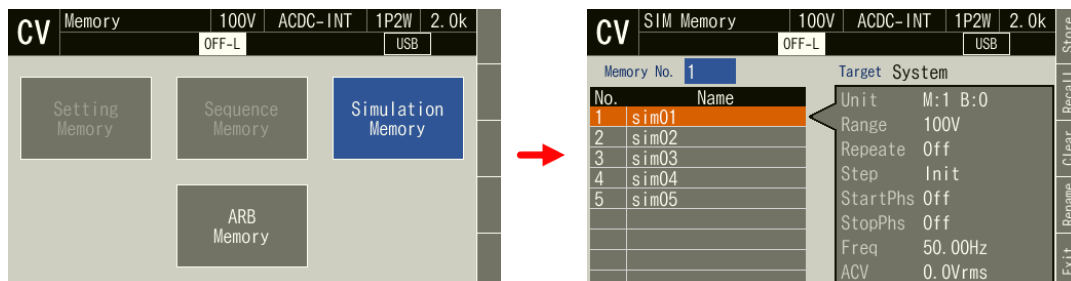 CV Memory 100V ACDC-INT 1P2W 2.0k
OFF-L USB
Setting
Memory
Sequence
Memory
Simulation
Memory
ARB
Memory
CV SIM Memory 100V ACDC-INT 1P2W 2.0k
OFF-L USB
Memory No. 1
No. Name
1 sim01
2 sim02
3 sim03
4 sim04
5 sim05
Target System
Unit M:1 B:0
Range 100V
Repeate Off
Step Init
StartPhs Off
StopPhs Off
Freq 50.00Hz
ACV 0.0Vrms
Store
Recall
Clear
Rename
Exit